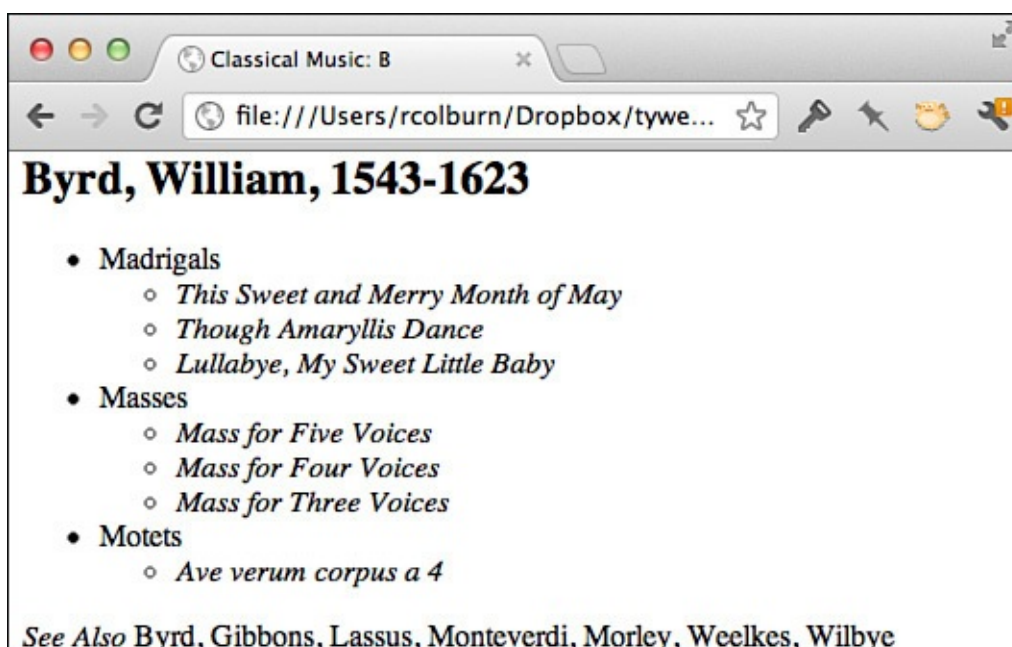 Classical Music: B
file:///Users/rcolburn/Dropbox/tywe...
Byrd, William, 1543-1623
Madrigals
This Sweet and Merry Month of May
Though Amaryllis Dance
Lullabye, My Sweet Little Baby
Masses
Mass for Five Voices
Mass for Four Voices
Mass for Three Voices
Motets
Ave verum corpus a 4
See Also Byrd, Gibbons, Lassus, Monteverdi, Morley, Weelkes, Wilbye